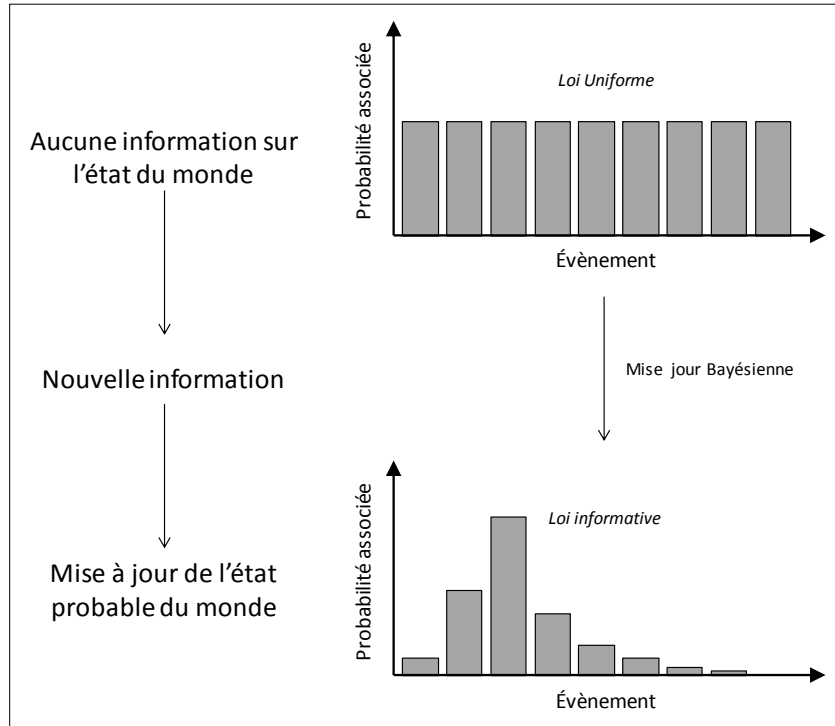 Aucune information sur
l'état du monde
Nouvelle information
Mise à jour de l'état
probable du monde
Probabilité associée
Loi Uniforme
Évènement
Mise jour Bayésienne
Probabilité associée
Loi informative
Évènement